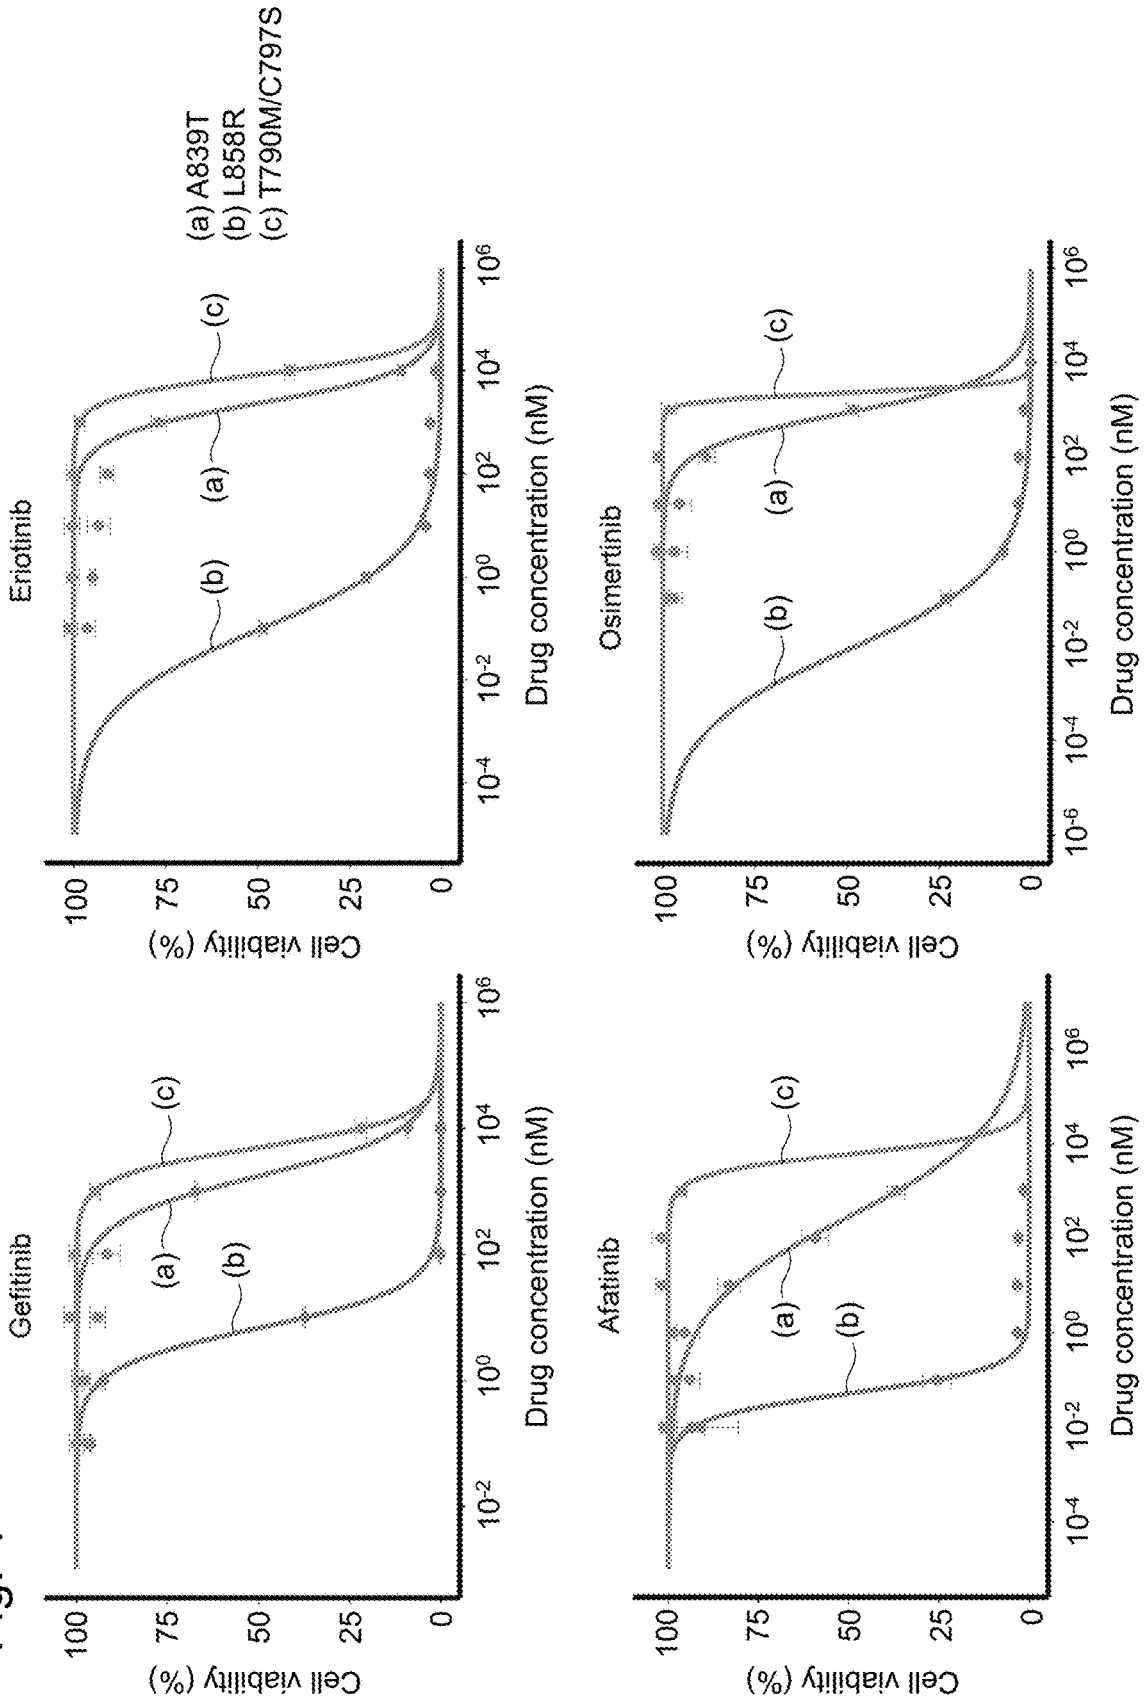 Gefitinib
Cell viability (%)
100
75
50
25
0
10-2
100
102
104
106
Drug concentration (nM)
(a)
(b)
(c)
Eriotinib
Cell viability (%)
100
75
50
25
0
10-4
10-2
100
102
104
106
Drug concentration (nM)
(b)
(a)
(c)
(a) A839T
(b) L858R
(c) T790M/C797S
Afatinib
Cell viability (%)
100
75
50
25
0
10-4
10-2
100
102
104
106
Drug concentration (nM)
(a)
(b)
(c)
Osimertinib
Cell viability (%)
100
75
50
25
0
10-6
10-4
10-2
100
102
104
106
Drug concentration (nM)
(b)
(a)
(c)